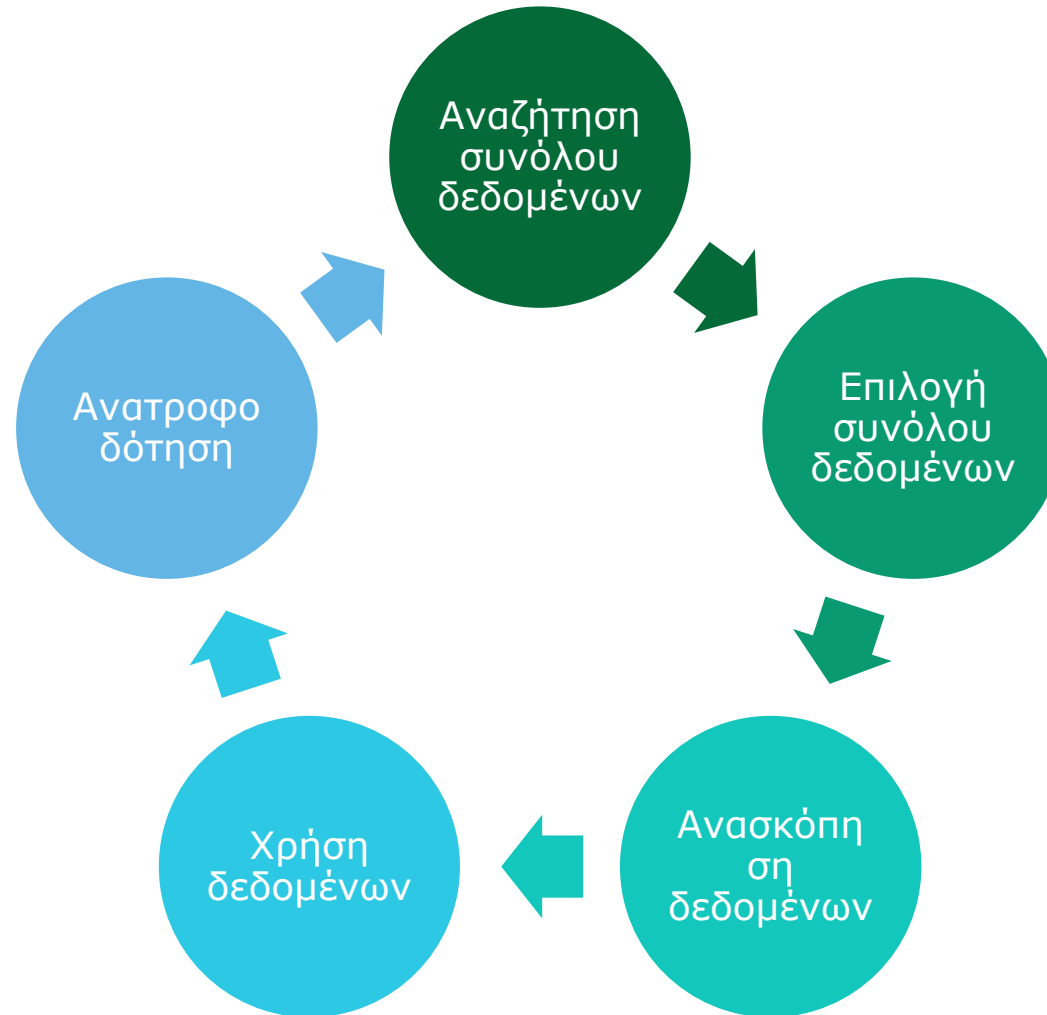 Αναζήτηση
συνόλου
δεδομένων
Επιλογή
συνόλου
δεδομένων
Ανασκόπη
ση
δεδομένων
Χρήση
δεδομένων
Ανατροφο
δότηση